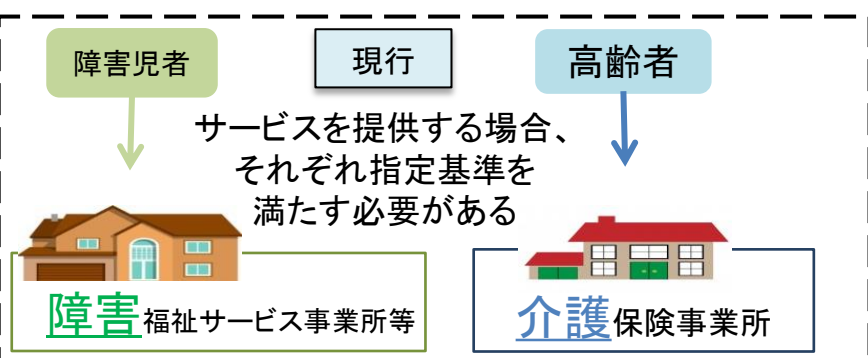 障害児者
現行
高齢者
サービスを提供する場合、
それぞれ指定基準を
満たす必要がある
障害福祉サービス事業所等
介護保険事業所